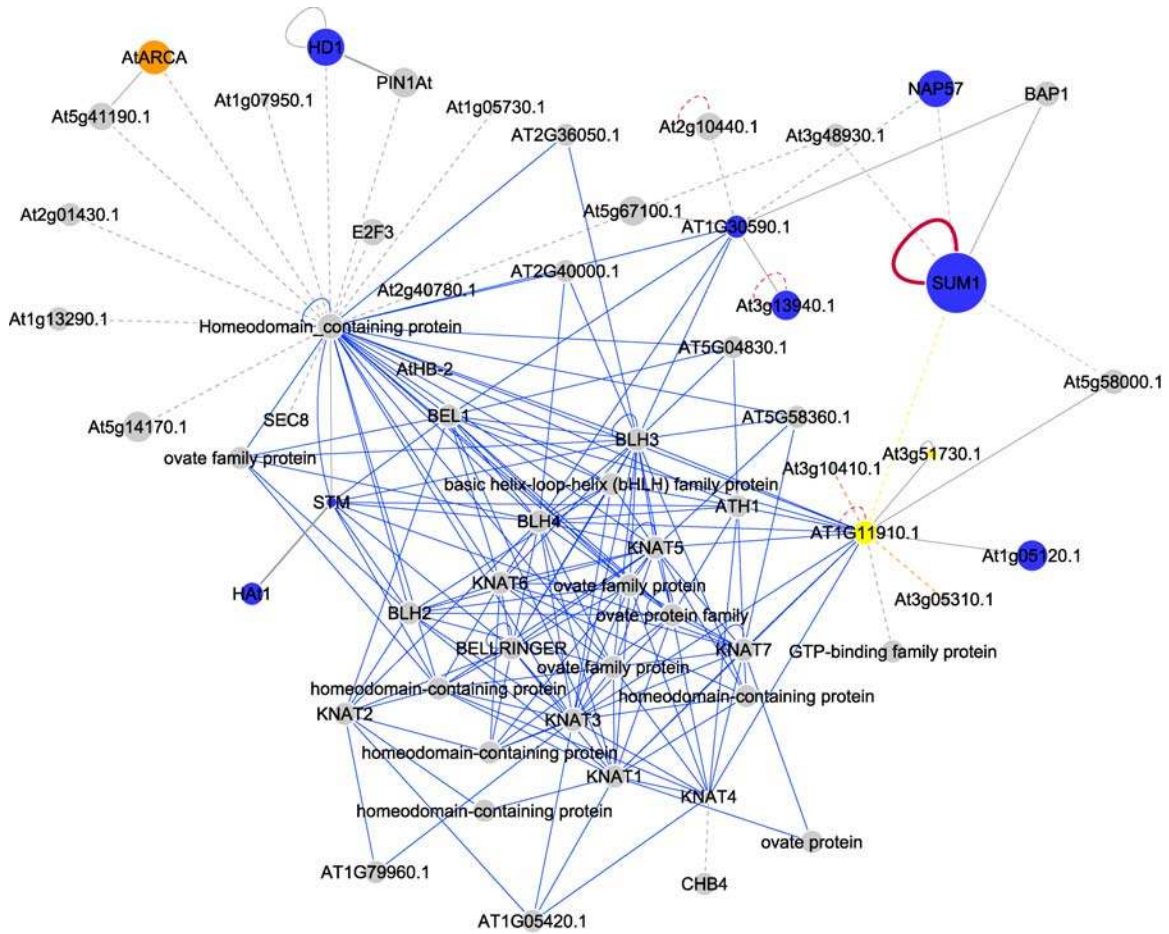 HD1
AtARCA
PIN1At
NAP57
BAP1
At1g07950.1
At1g05730.1
At5g41190.1
AT2G36050.1
At2g10440.1
At3g48930.1
At2g01430.1
E2F3
At5g67100.1
AT1G30590.1
AT2G40000.1
At2g40780.1
SUM1
At3g13940.1
At1g13290.1
Homeodomain_containing protein
AT5G04830.1
AtHB-2
At5g58000.1
At5g14170.1
SEC8
BEL1
AT5G58360.1
BLH3
ovate family protein
At3g51730.1
At3g10410.1
basic helix-loop-helix (bHLH) family protein
STM
ATH1
BLH4
AT1G11910.1
KNAT5
At1g05120.1
HAt1
KNAT6
ovate family protein
At3g05310.1
BLH2
ovate protein family
BELLRINGER
KNAT7
GTP-binding family protein
ovate family protein
homeodomain-containing protein
homeodomain-containing protein
KNAT2
KNAT3
homeodomain-containing protein
KNAT1
KNAT4
homeodomain-containing protein
ovate protein
AT1G79960.1
CHB4
AT1G05420.1